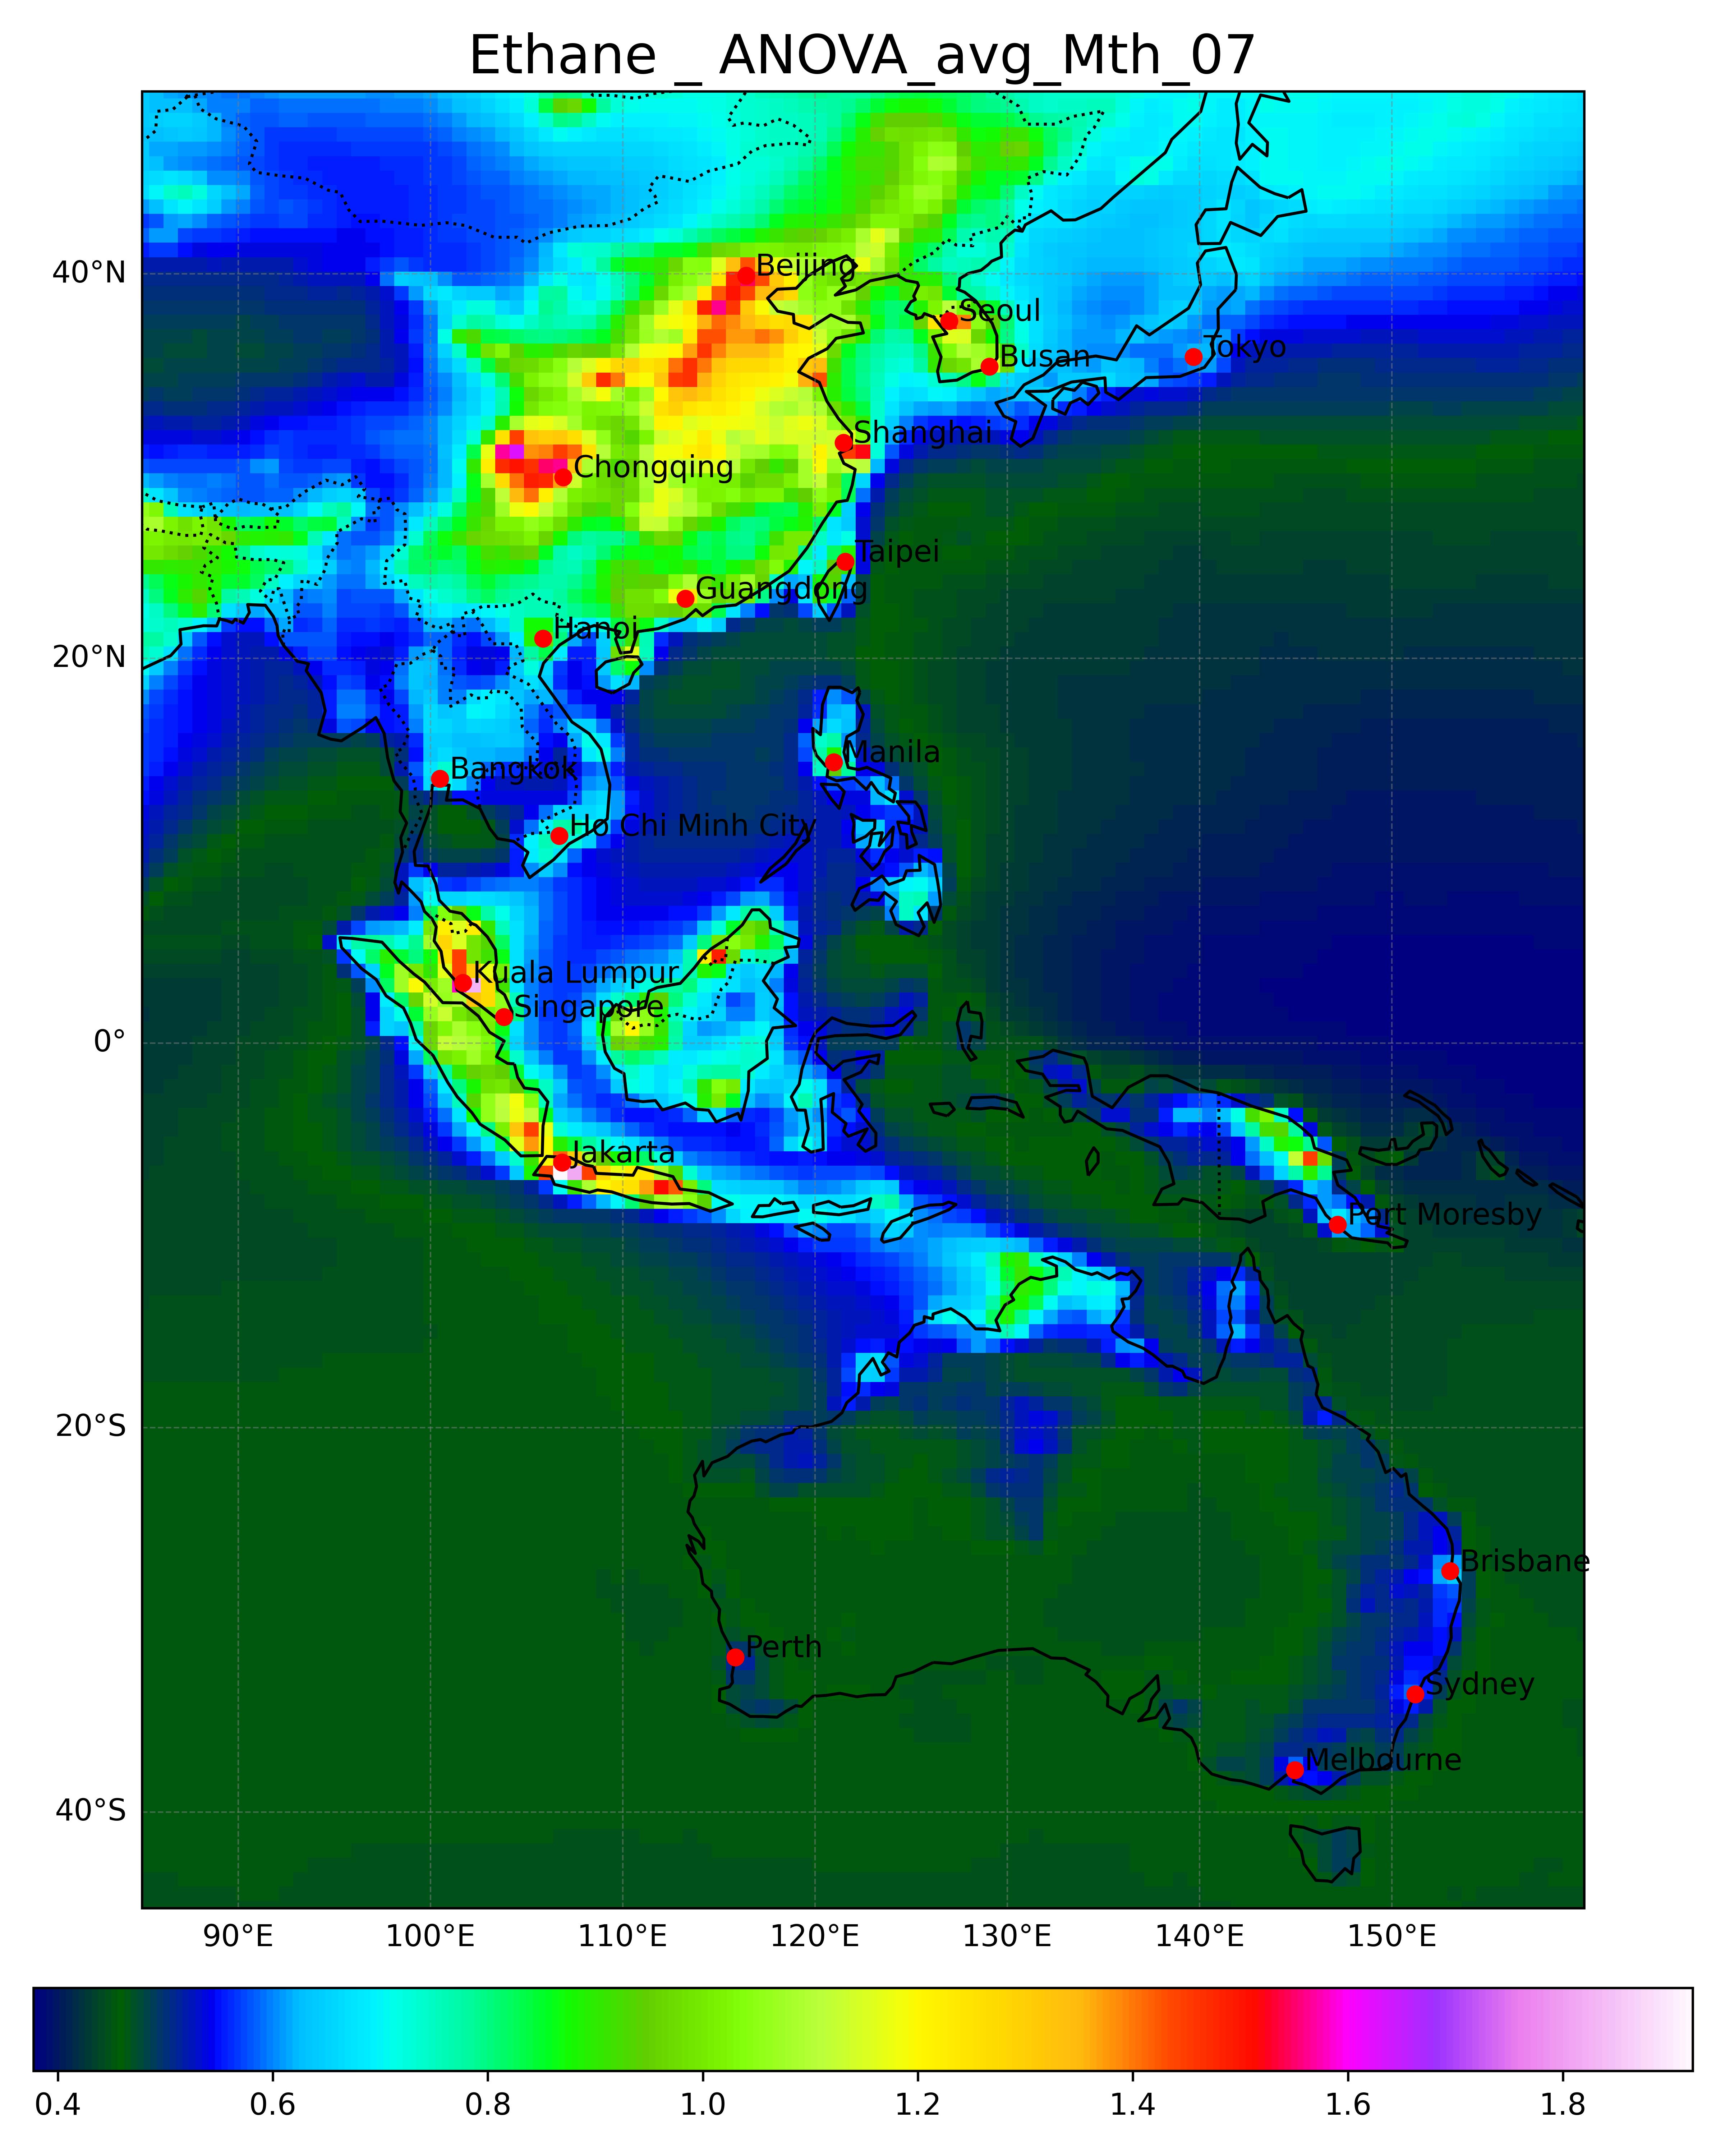 Ethane _ ANOVA_avg_Mth_07
40°N
Beijing
Seoul
Busan
Tokyo
Shanghai
Chongqing
Taipei
Guangdong
Hanoi
20°N
Manila
Bangkok
Ho Chi Minh City
Kuala Lumpur
Singapore
0°
Jakarta
Port Moresby
20°S
Brisbane
Perth
Sydney
Melbourne
40°S
90°E 100°E 110°E 120°E 130°E 140°E 150°E
0.4 0.6 0.8 1.0 1.2 1.4 1.6 1.8